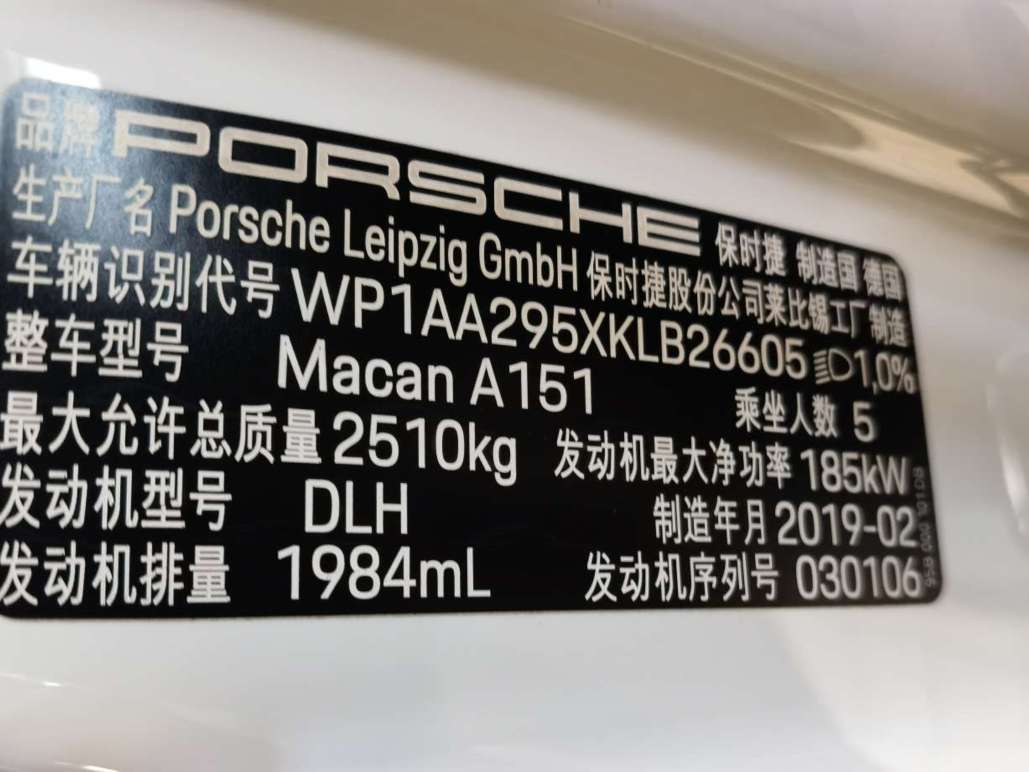 品牌 PORSCHE 保时捷 制造国 德国
生产厂名 Porsche Leipzig GmbH 保时捷股份公司莱比锡工厂制造
车辆识别代号 WP1AA295XKLB26605 1,0%
整车型号 Macan A151 乘坐人数 5
最大允许总质量 2510kg 发动机最大净功率 185kW
发动机型号 DLH 制造年月 2019-02
发动机排量 1984mL 发动机序列号 030106